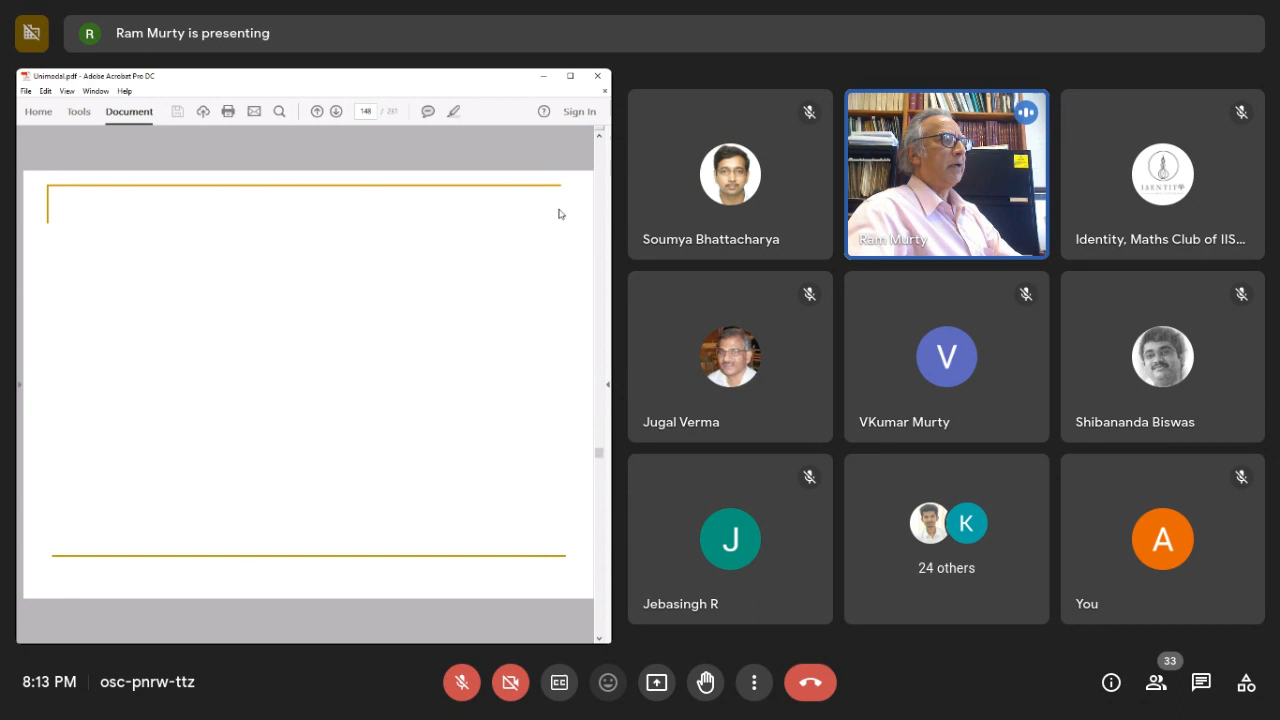 R Ram Murty is presenting
Unimodal.pdf - Adobe Acrobat Pro DC
File Edit View Window Help
Home Tools Document 148 / 281 Sign In
Soumya Bhattacharya
Ram Murty
Identity, Maths Club of IIS...
Jugal Verma
V
VKumar Murty
Shibananda Biswas
J
Jebasingh R
K
24 others
A
You
8:13 PM osc-pnrw-ttz
CC
33